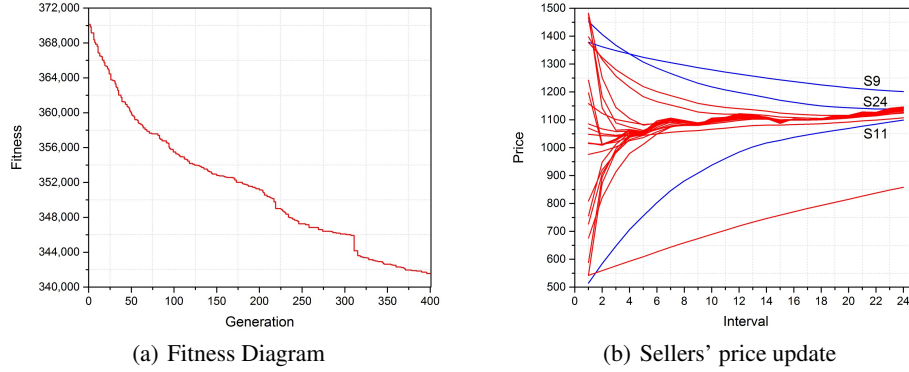 372,000
368,000
364,000
360,000
356,000
352,000
348,000
344,000
340,000
Fitness
0 50 100 150 200 250 300 350 400
Generation
(a) Fitness Diagram
1500
1400
1300
1200
1100
1000
900
800
700
600
500
Price
S9
S24
S11
0 2 4 6 8 10 12 14 16 18 20 22 24
Interval
(b) Sellers' price update